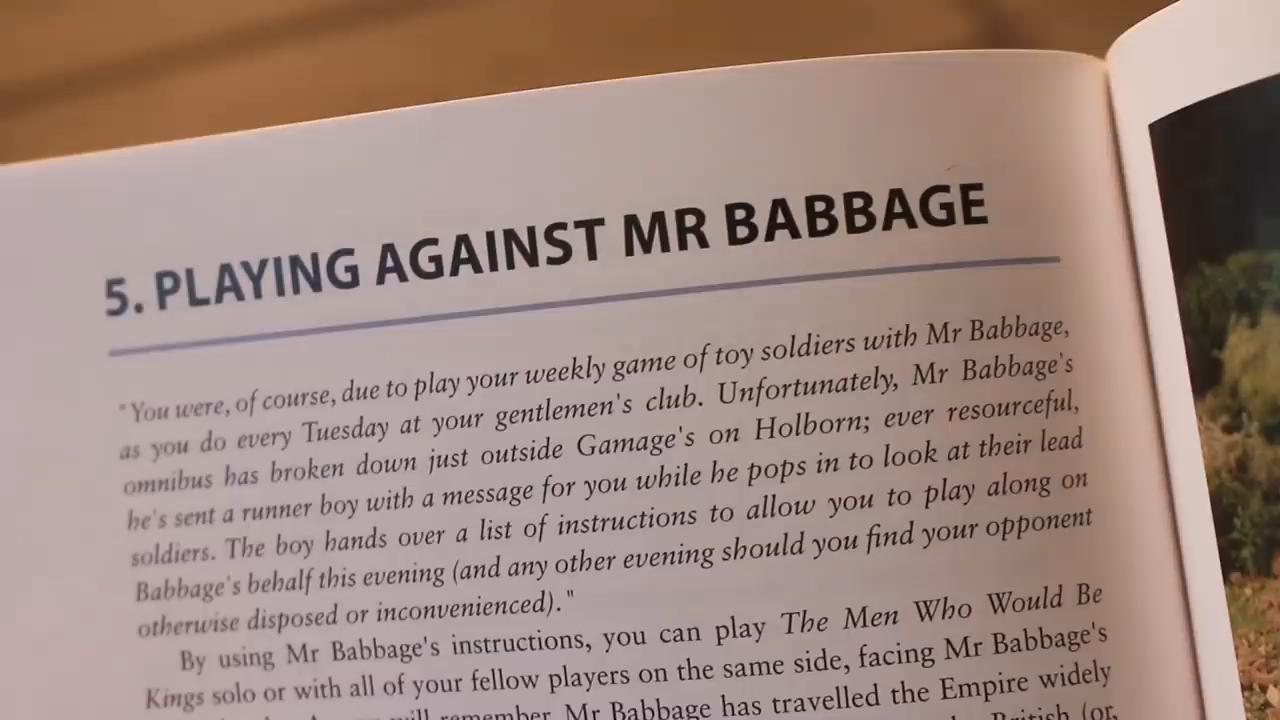 5. PLAYING AGAINST MR BABBAGE
"You were, of course, due to play your weekly game of toy soldiers with Mr Babbage,
as you do every Tuesday at your gentlemen's club. Unfortunately, Mr Babbage's
omnibus has broken down just outside Gamage's on Holborn; ever resourceful,
he's sent a runner boy with a message for you while he pops in to look at their lead
soldiers. The boy hands over a list of instructions to allow you to play along on
Babbage's behalf this evening (and any other evening should you find your opponent
otherwise disposed or inconvenienced)."
By using Mr Babbage's instructions, you can play The Men Who Would Be
Kings solo or with all of your fellow players on the same side, facing Mr Babbage's
will remember, Mr Babbage has travelled the Empire widely
British (or,